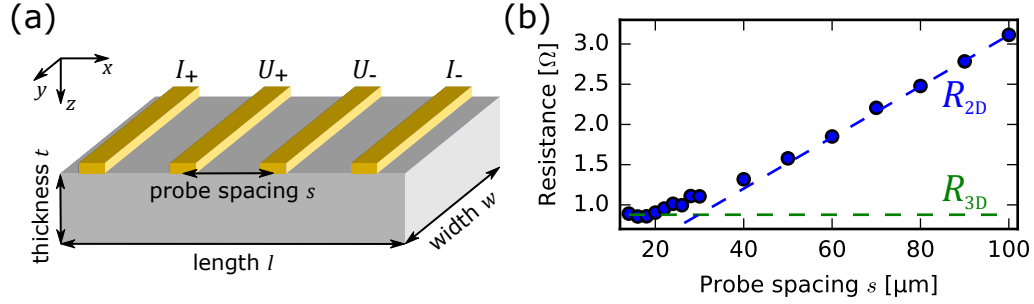 (a)
x
y
z
I₊
U₊
U₋
I₋
thickness t
probe spacing s
length l
width w
(b)
Resistance [Ω]
3.0
2.5
2.0
1.5
1.0
R₂D
R₃D
20
40
60
80
100
Probe spacing s [µm]